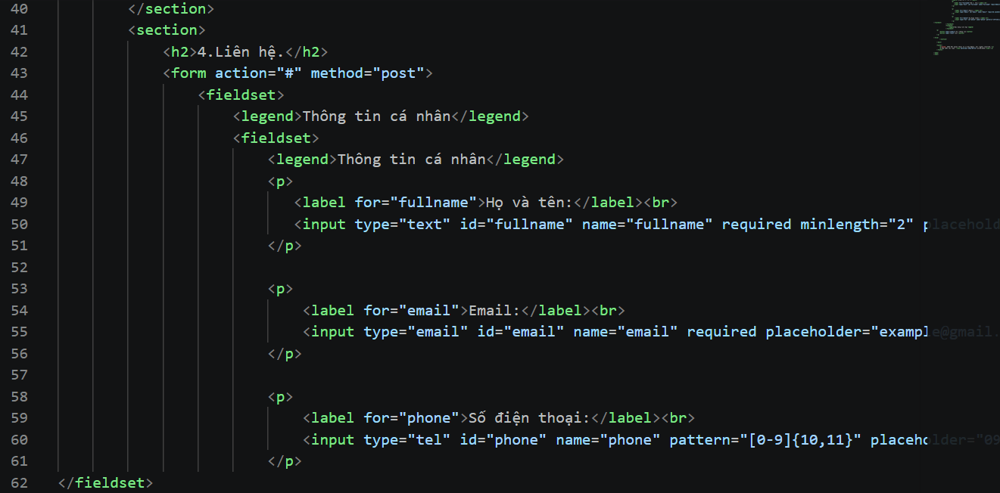 40 </section>
41 <section>
42 <h2>4.Liên hệ.</h2>
43 <form action="#" method="post">
44 <fieldset>
45 <legend>Thông tin cá nhân</legend>
46 <fieldset>
47 <legend>Thông tin cá nhân</legend>
48 <p>
49 <label for="fullname">Họ và tên:</label><br>
50 <input type="text" id="fullname" name="fullname" required minlength="2" placehold
51 </p>
52
53 <p>
54 <label for="email">Email:</label><br>
55 <input type="email" id="email" name="email" required placeholder="example@gmail.
56 </p>
57
58 <p>
59 <label for="phone">Số điện thoại:</label><br>
60 <input type="tel" id="phone" name="phone" pattern="[0-9]{10,11}" placeholder="09
61 </p>
62 </fieldset>